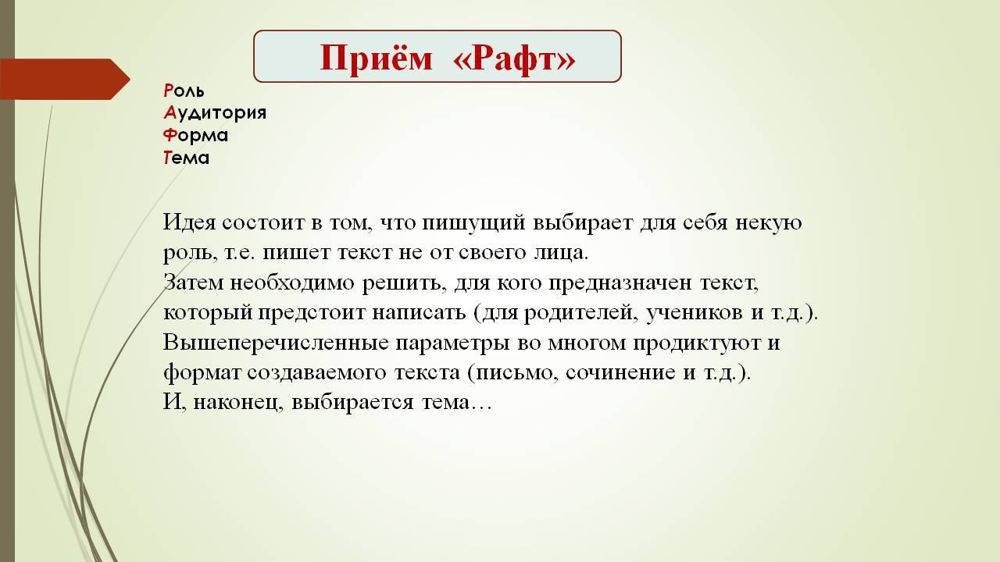 Приём «Рафт»
Роль
Аудитория
Форма
Тема
Идея состоит в том, что пишущий выбирает для себя некую
роль, т.е. пишет текст не от своего лица.
Затем необходимо решить, для кого предназначен текст,
который предстоит написать (для родителей, учеников и т.д.).
Вышеперечисленные параметры во многом продиктуют и
формат создаваемого текста (письмо, сочинение и т.д.).
И, наконец, выбирается тема…